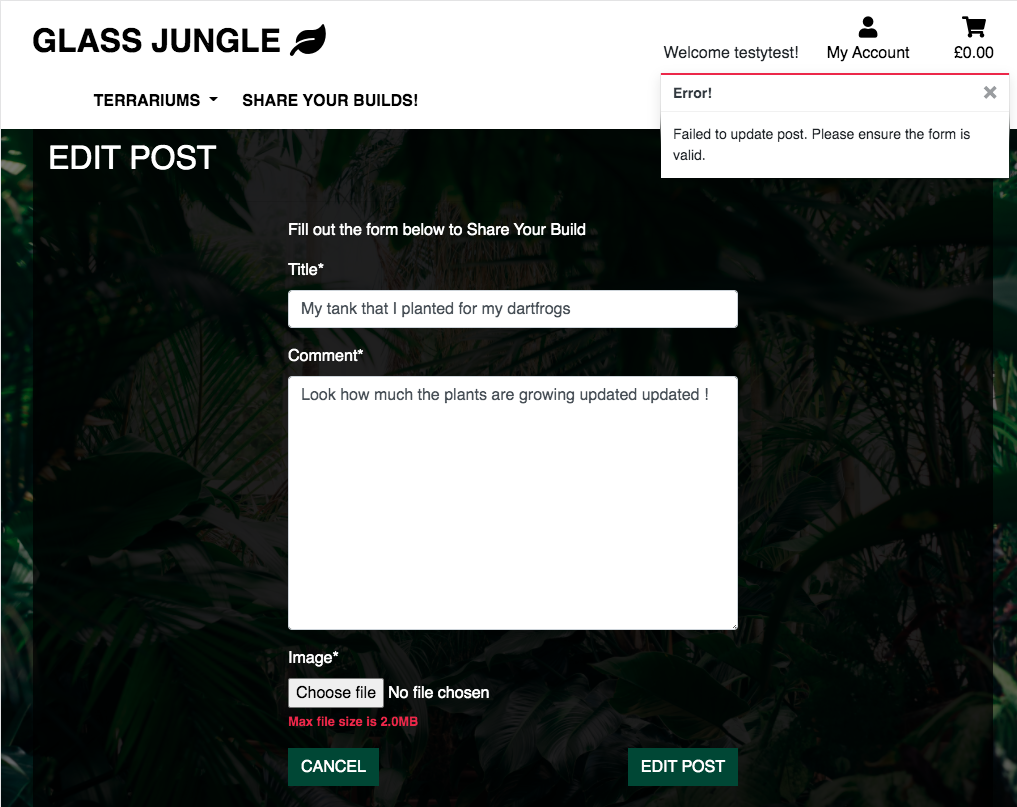 GLASS JUNGLE
Welcome testytest!
My Account
£0.00
TERRARIUMS
SHARE YOUR BUILDS!
Error!
Failed to update post. Please ensure the form is
valid.
EDIT POST
Fill out the form below to Share Your Build
Title*
My tank that I planted for my dartfrogs
Comment*
Look how much the plants are growing updated updated !
Image*
Choose file No file chosen
Max file size is 2.0MB
CANCEL
EDIT POST